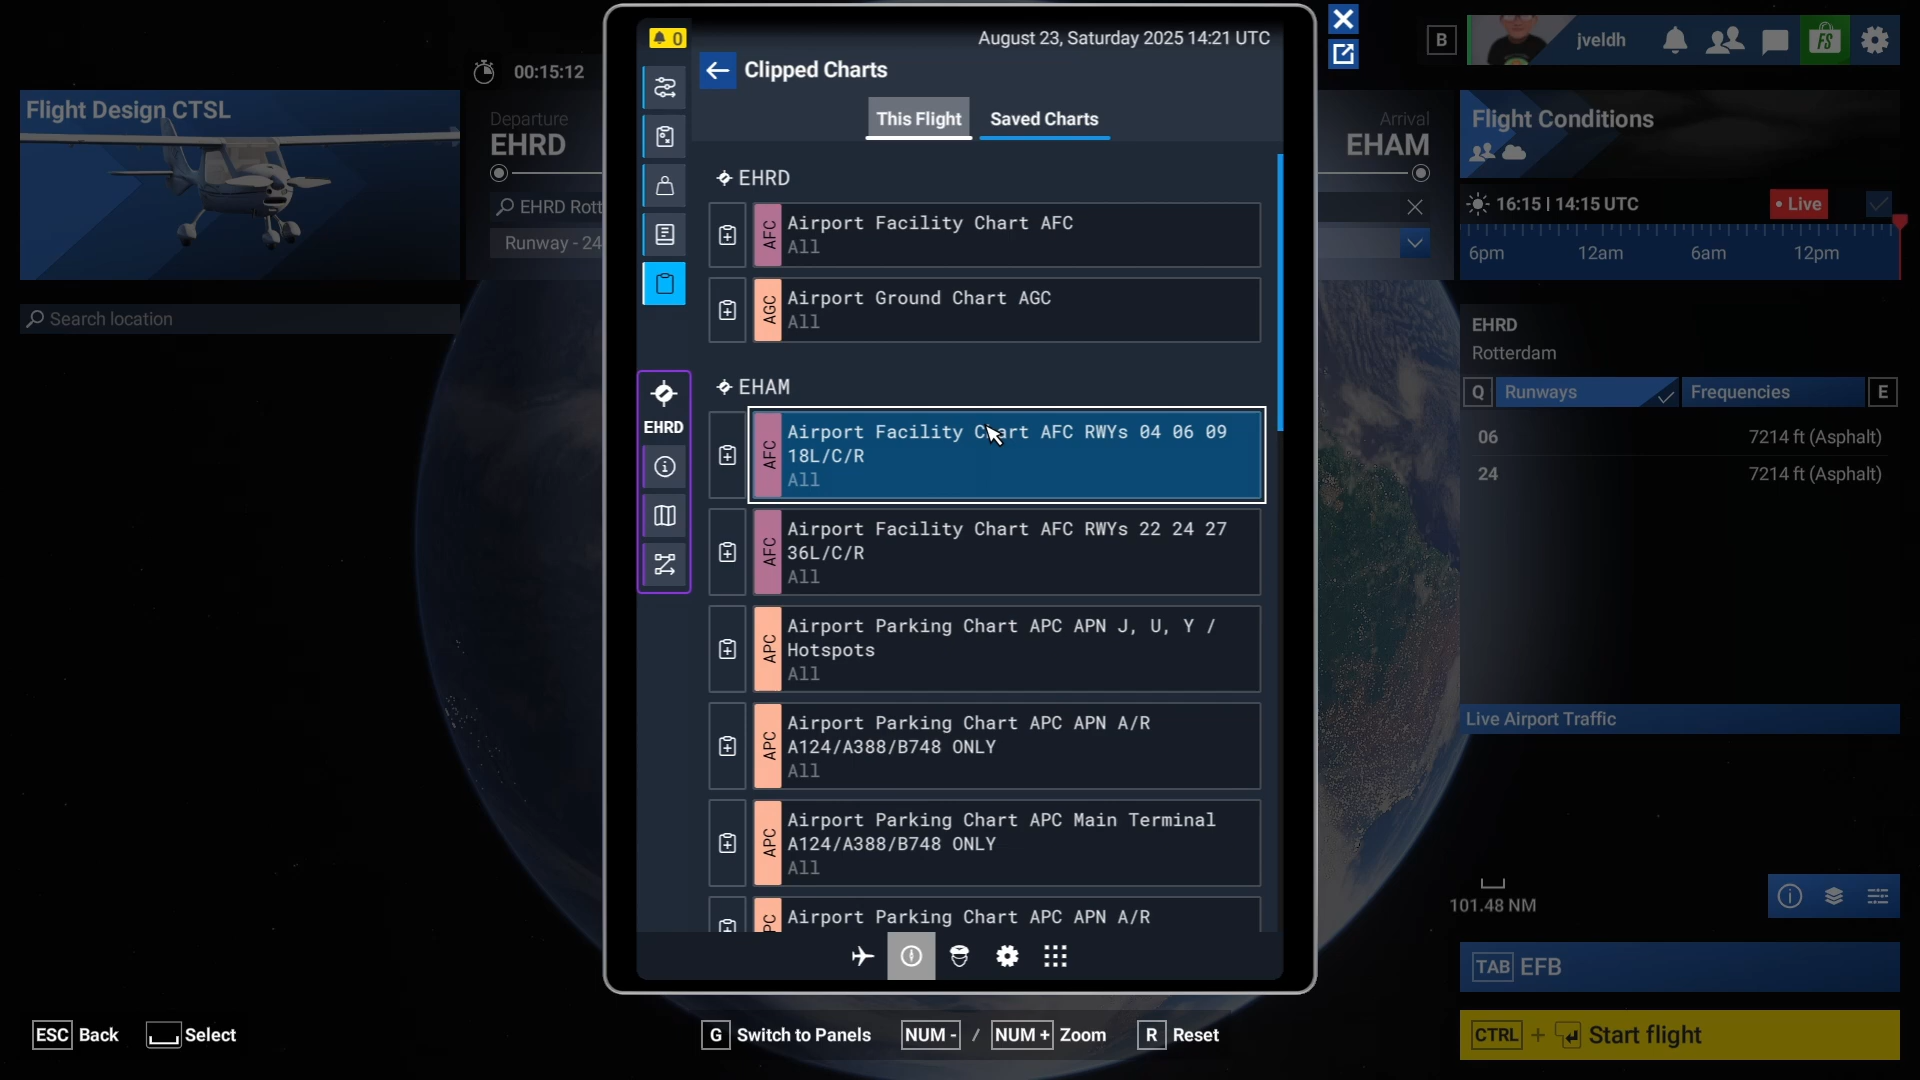 0
August 23, Saturday 2025 14:21 UTC
Clipped Charts
This Flight
Saved Charts
EHRD
AFC
Airport Facility Chart AFC
All
AGC
Airport Ground Chart AGC
All
EHAM
AFC
Airport Facility Chart AFC RWYs 04 06 09
18L/C/R
All
AFC
Airport Facility Chart AFC RWYs 22 24 27
36L/C/R
All
APC
Airport Parking Chart APC APN J, U, Y /
Hotspots
All
APC
Airport Parking Chart APC APN A/R
A124/A388/B748 ONLY
All
APC
Airport Parking Chart APC Main Terminal
A124/A388/B748 ONLY
All
PC
Airport Parking Chart APC APN A/R
EHRD
00:15:12
Flight Design CTSL
Departure
EHRD
EHRD Rott
Runway - 24
Search location
Arrival
EHAM
B
jveldh
FS
Flight Conditions
16:15 | 14:15 UTC
• Live
6pm
12am
6am
12pm
EHRD
Rotterdam
Q
Runways
Frequencies
E
06
7214 ft (Asphalt)
24
7214 ft (Asphalt)
Live Airport Traffic
101.48 NM
TAB EFB
CTRL + Start flight
ESC Back
Select
G Switch to Panels
NUM - / NUM + Zoom
R Reset